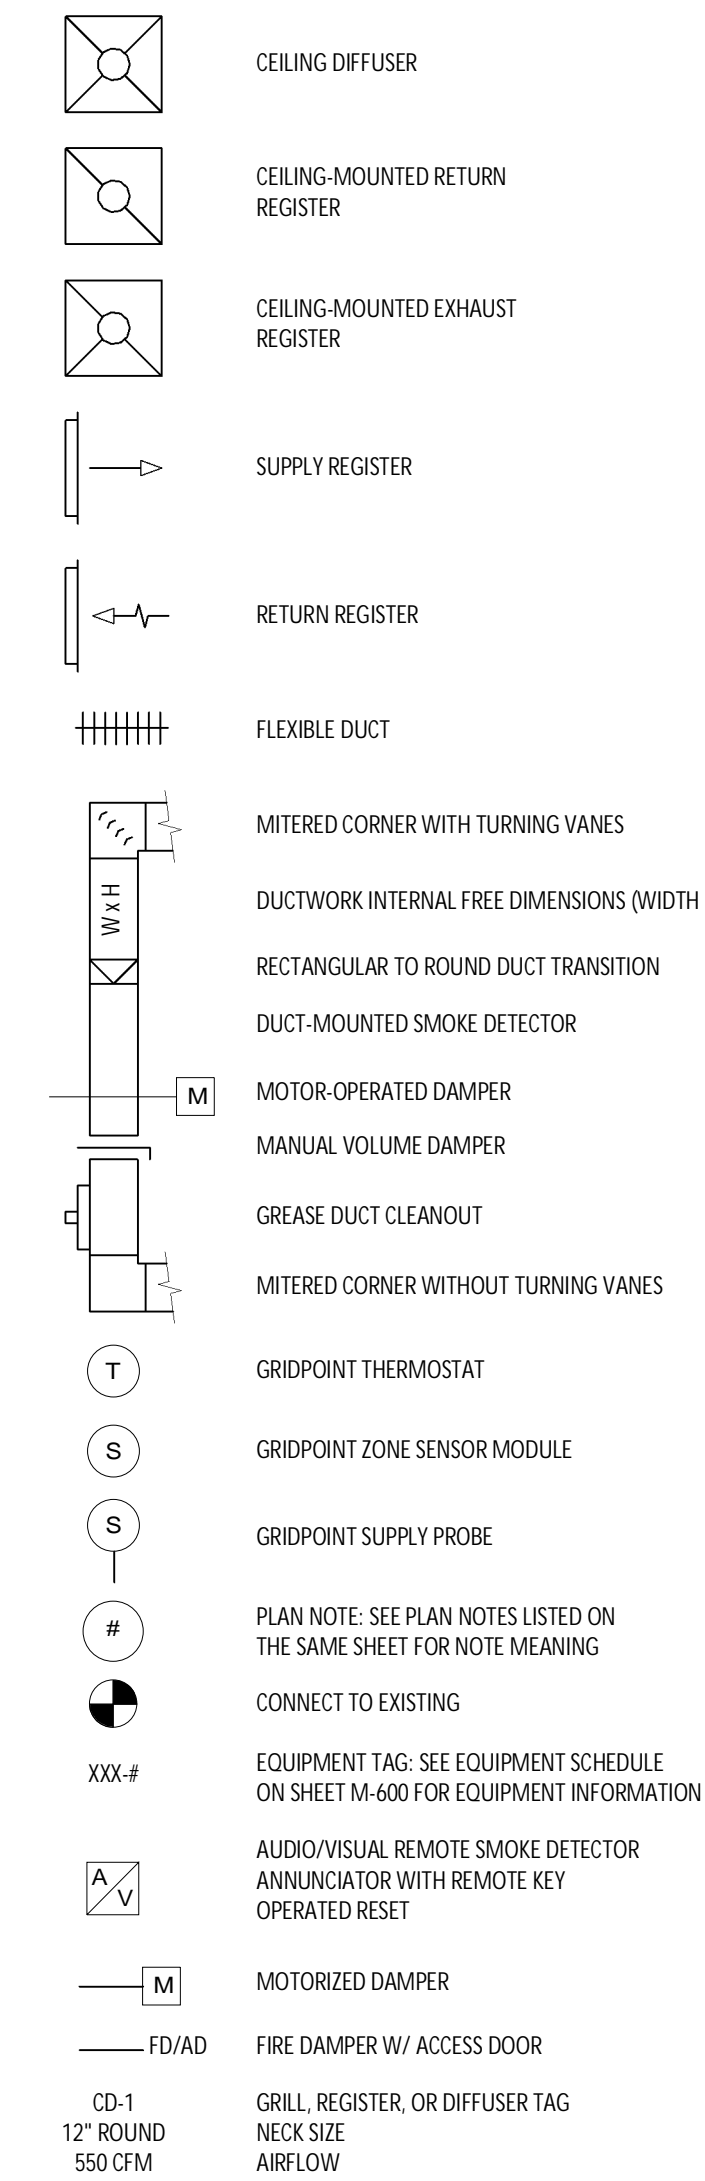 CEILING DIFFUSER
CEILING-MOUNTED RETURN
REGISTER
CEILING-MOUNTED EXHAUST
REGISTER
SUPPLY REGISTER
RETURN REGISTER
FLEXIBLE DUCT
MITERED CORNER WITH TURNING VANES
W x H
DUCTWORK INTERNAL FREE DIMENSIONS (WIDTH
RECTANGULAR TO ROUND DUCT TRANSITION
DUCT-MOUNTED SMOKE DETECTOR
M MOTOR-OPERATED DAMPER
MANUAL VOLUME DAMPER
GREASE DUCT CLEANOUT
MITERED CORNER WITHOUT TURNING VANES
T GRIDPOINT THERMOSTAT
S GRIDPOINT ZONE SENSOR MODULE
S GRIDPOINT SUPPLY PROBE
# PLAN NOTE: SEE PLAN NOTES LISTED ON
THE SAME SHEET FOR NOTE MEANING
CONNECT TO EXISTING
XXX-# EQUIPMENT TAG: SEE EQUIPMENT SCHEDULE
ON SHEET M-600 FOR EQUIPMENT INFORMATION
A V AUDIO/VISUAL REMOTE SMOKE DETECTOR
ANNUNCIATOR WITH REMOTE KEY
OPERATED RESET
M MOTORIZED DAMPER
FD/AD FIRE DAMPER W/ ACCESS DOOR
CD-1 GRILL, REGISTER, OR DIFFUSER TAG
12" ROUND NECK SIZE
550 CFM AIRFLOW